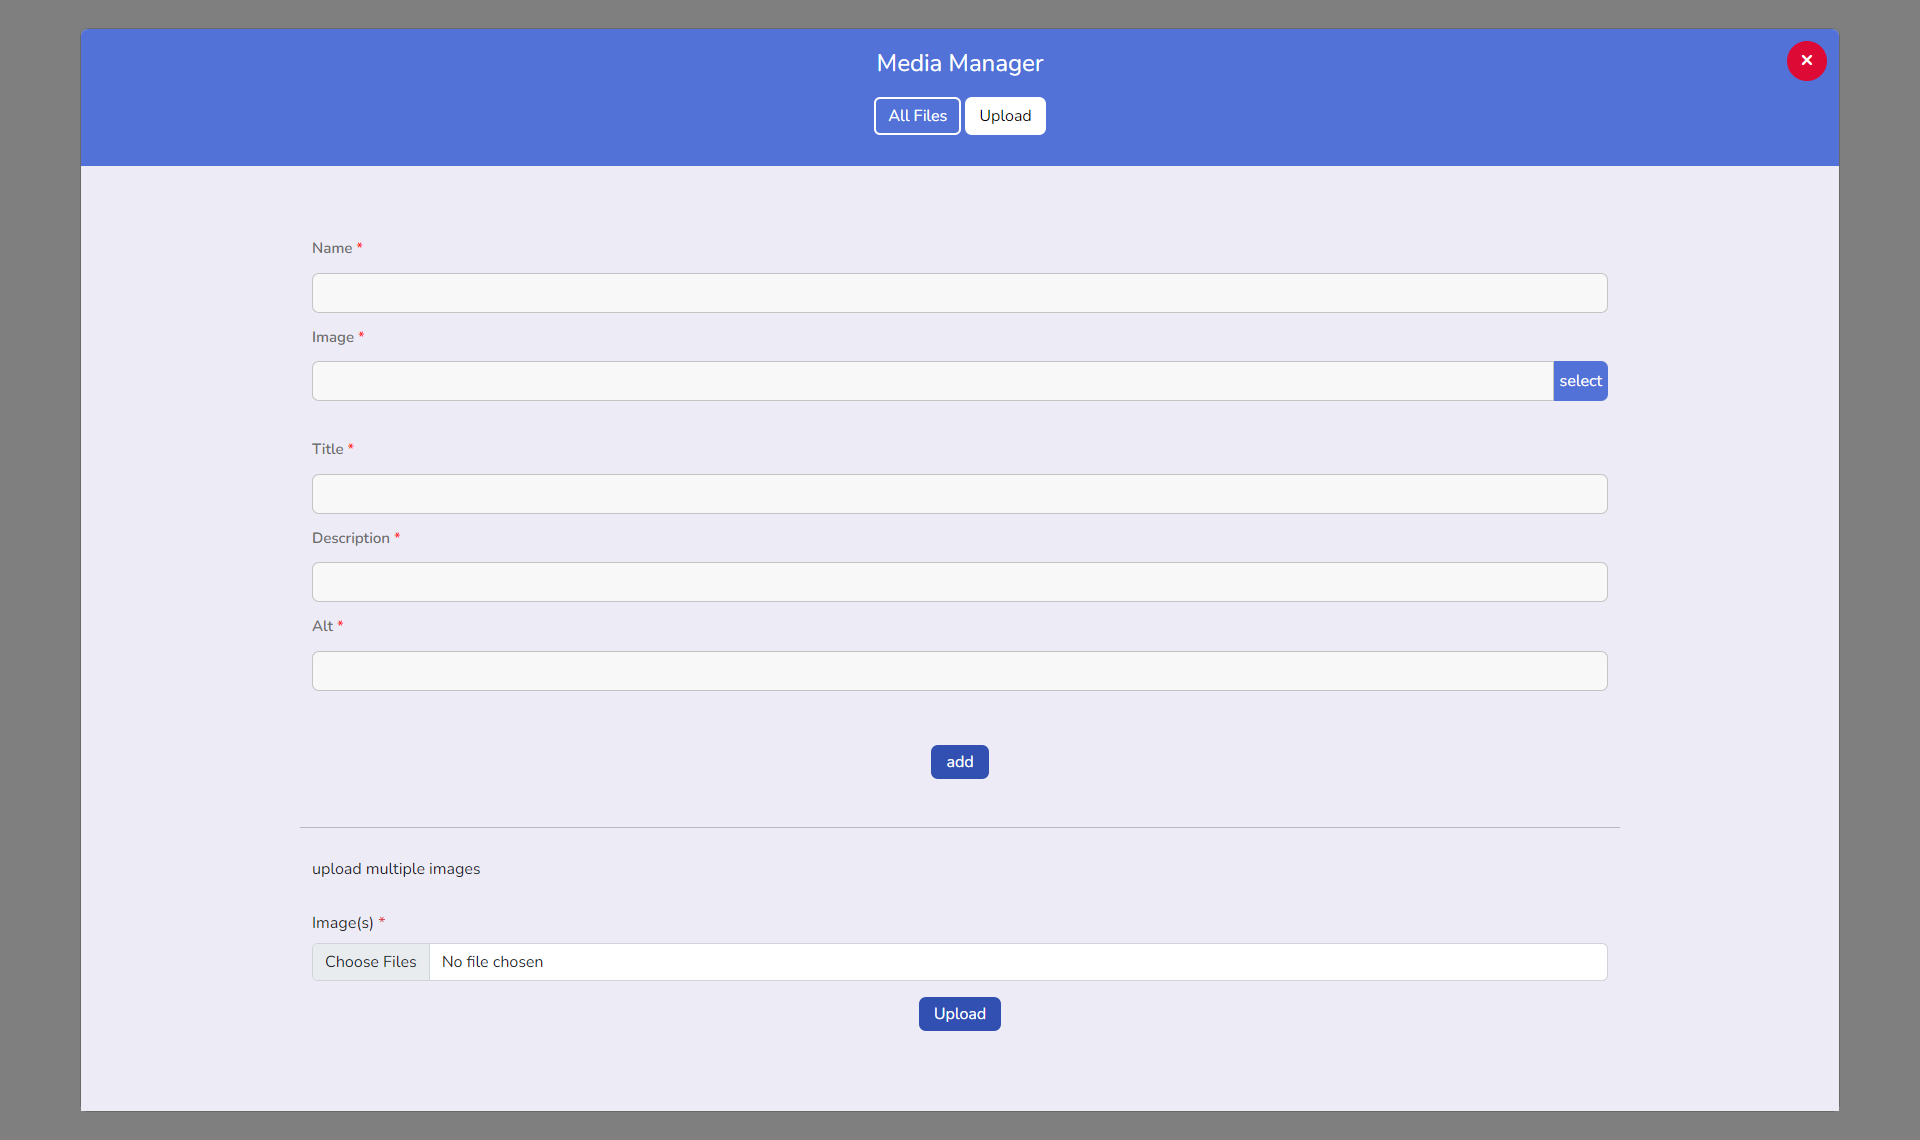 Media Manager
×
All Files Upload
Name *
Image *
select
Title *
Description *
Alt *
add
upload multiple images
Image(s) *
Choose Files No file chosen
Upload